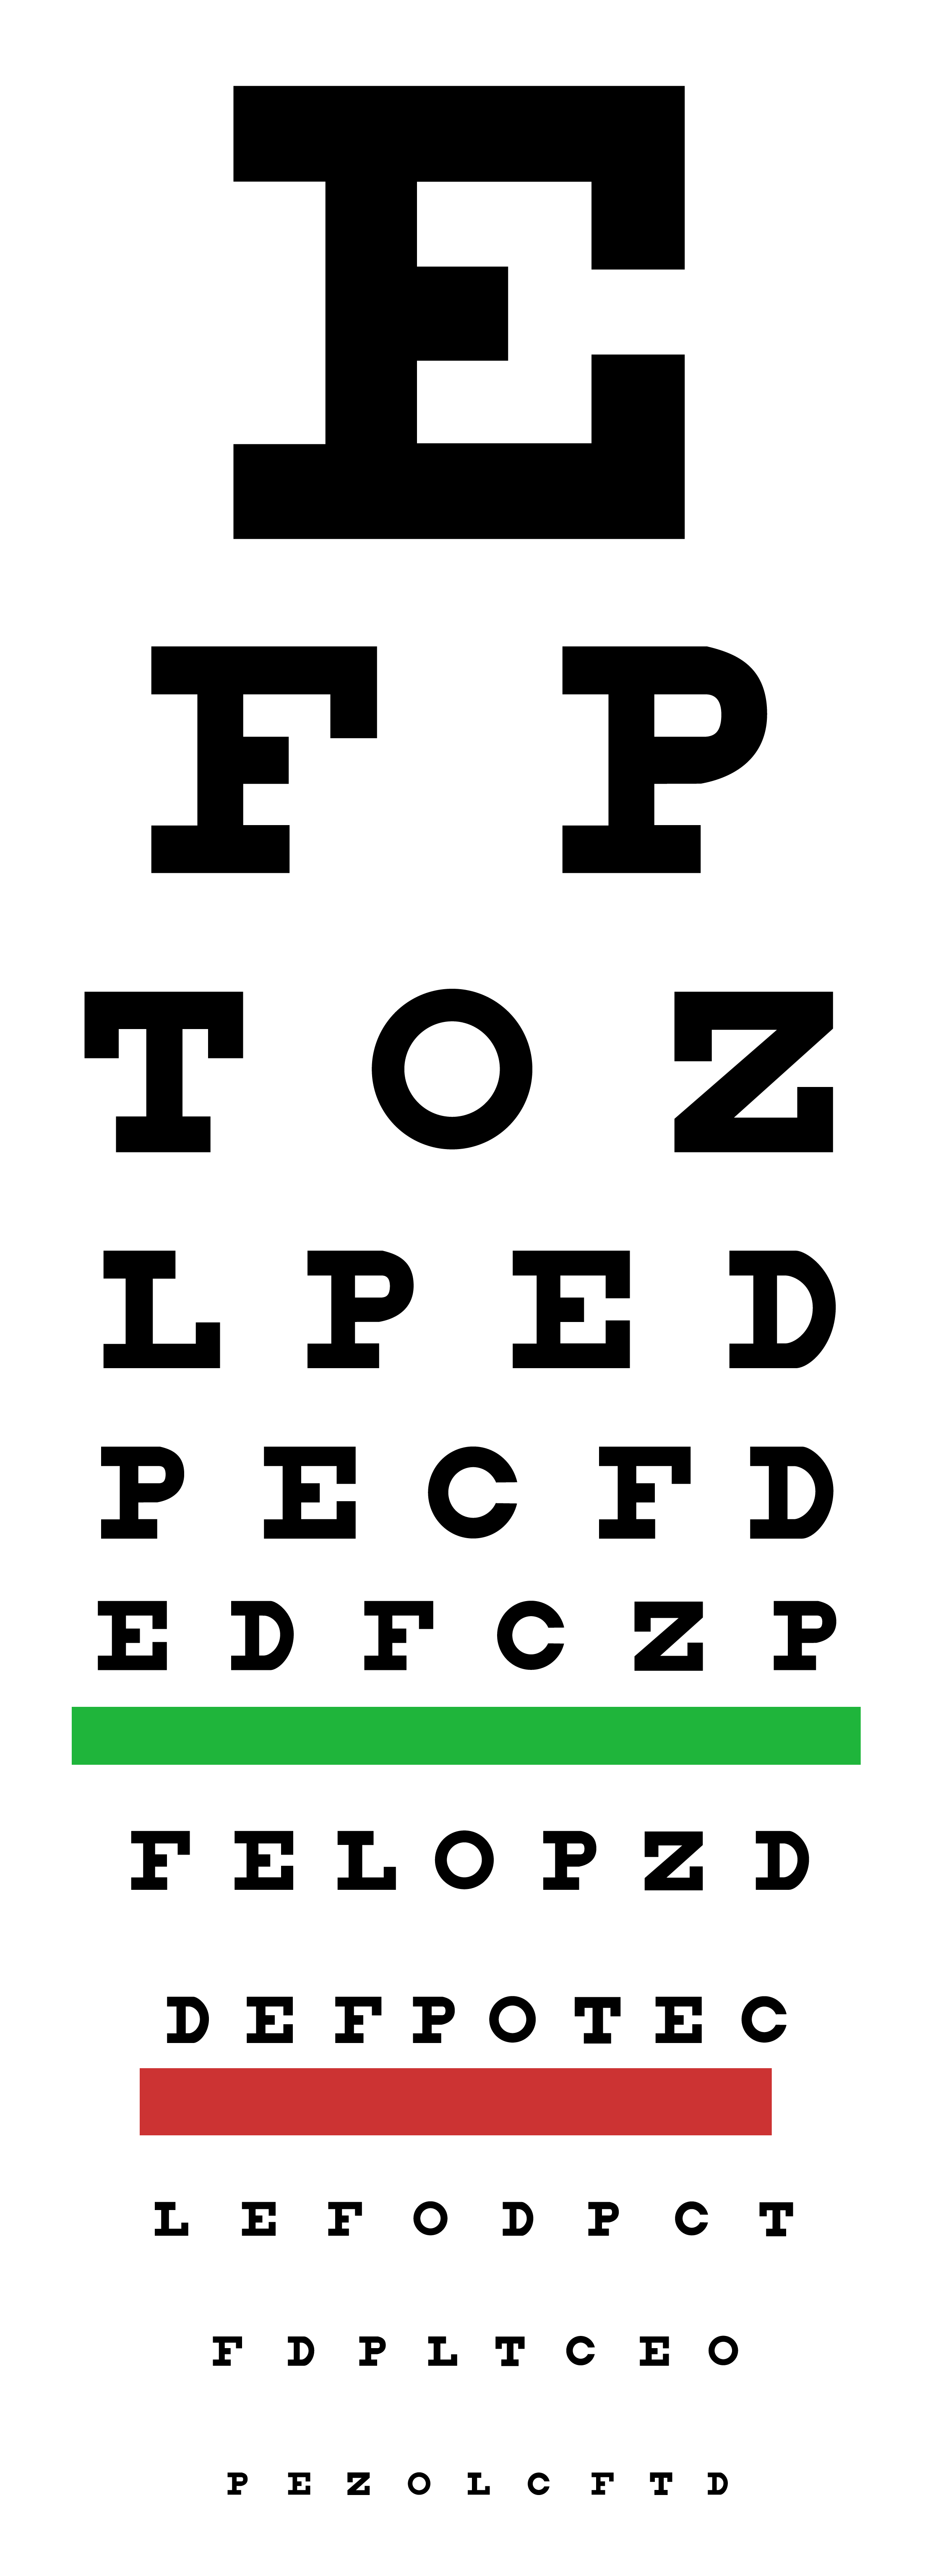 E
F P
T O Z
L P E D
P E C F D
E D F C Z P
F E L O P Z D
D E F P O T E C
L E F O D P C T
F D P L T C E O
P E Z O L C F T D